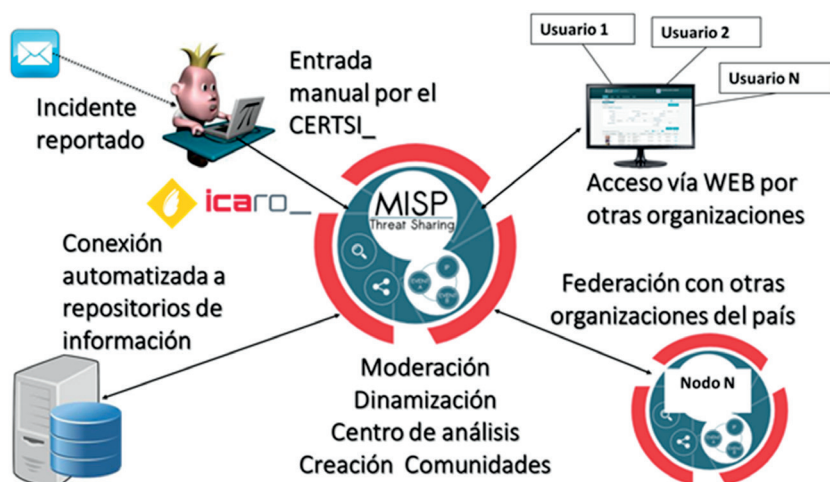 Usuario 1
Usuario 2
Usuario N
Incidente
reportado
Entrada
manual por el
CERTSI_
icaro_
MISP
Threat Sharing
Acceso vía WEB por
otras organizaciones
Conexión
automatizada a
repositorios de
información
Federación con otras
organizaciones del país
Moderación
Dinamización
Centro de análisis
Creación Comunidades
Nodo N